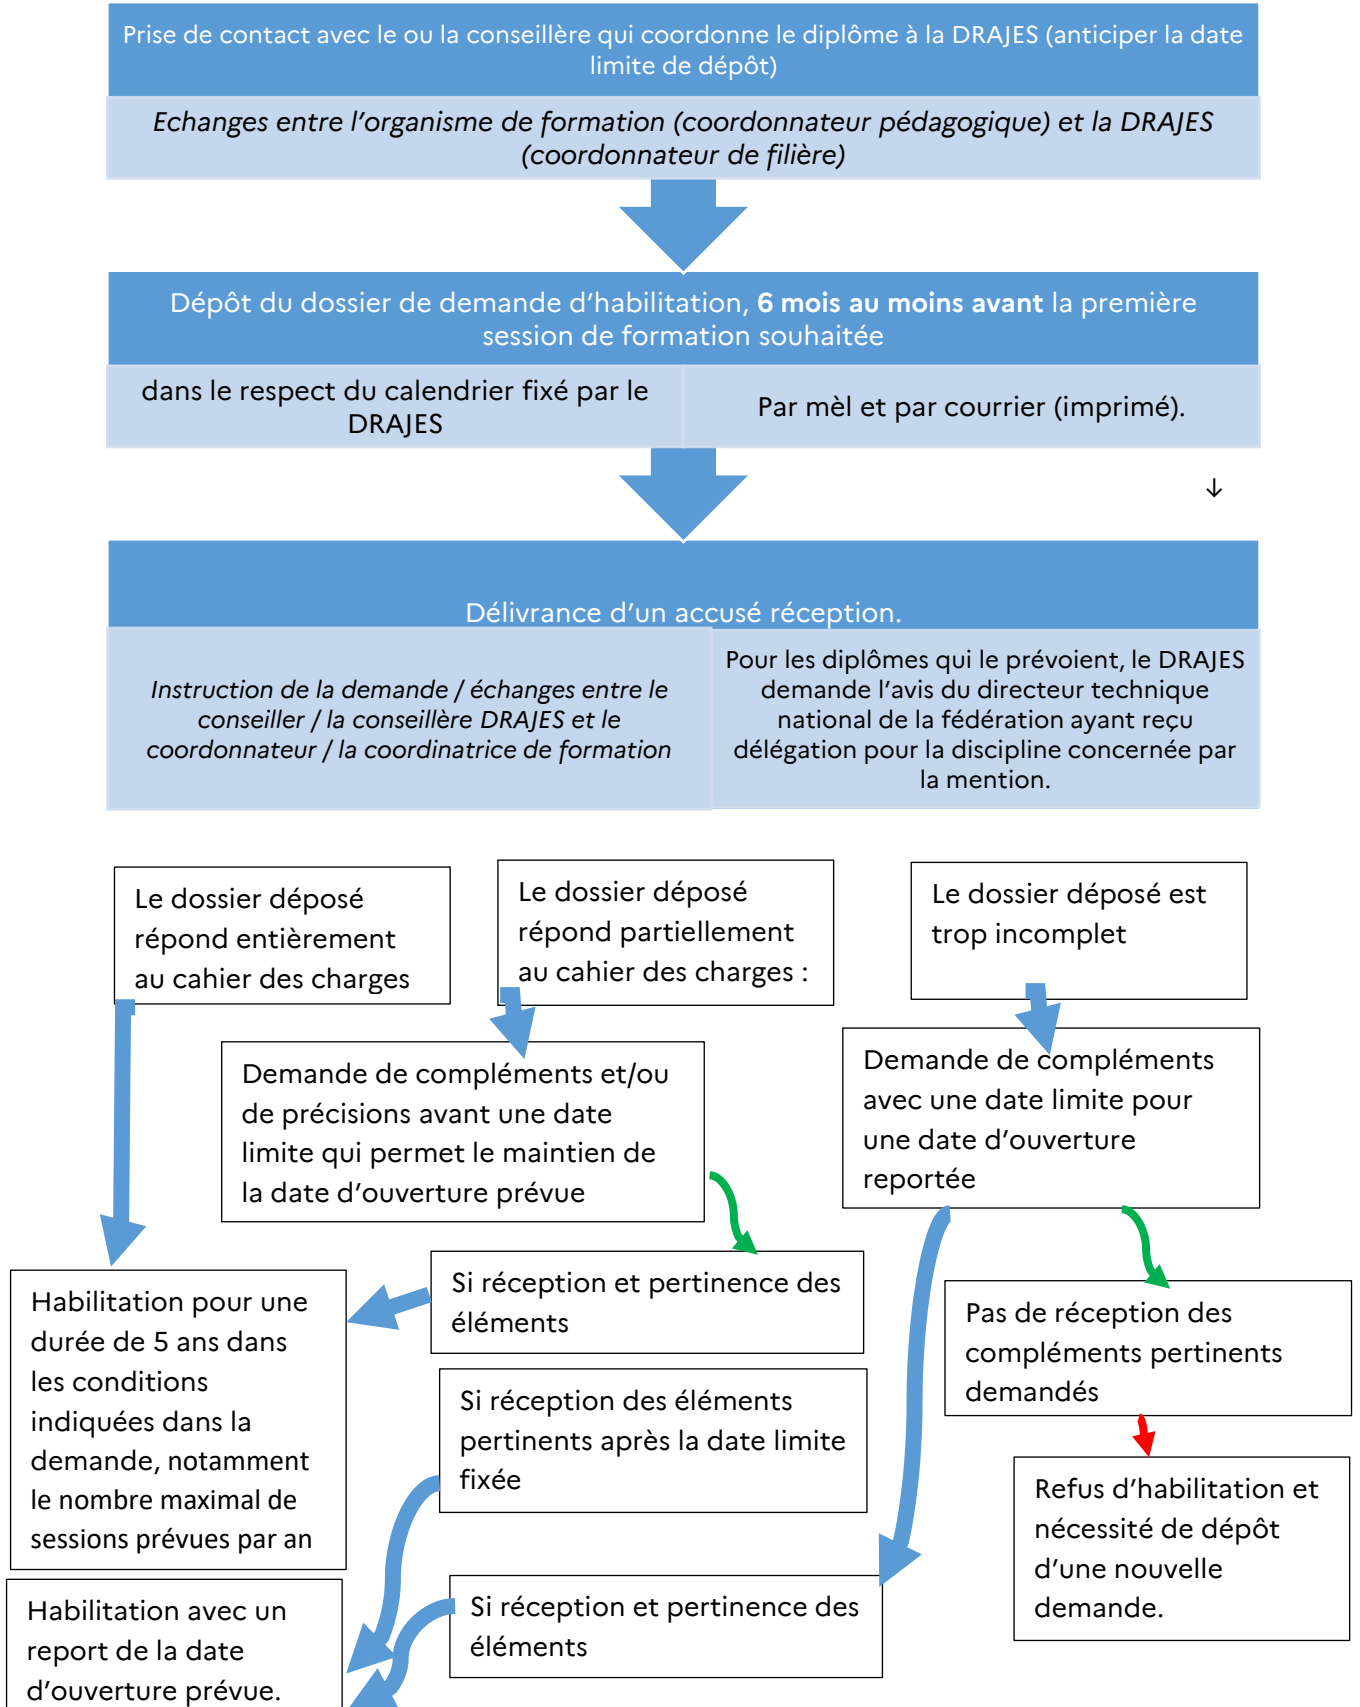 Prise de contact avec le ou la conseillère qui coordonne le diplôme à la DRAJES (anticiper la date
limite de dépôt)
Echanges entre l'organisme de formation (coordonnateur pédagogique) et la DRAJES
(coordonnateur de filière)
Dépôt du dossier de demande d'habilitation, 6 mois au moins avant la première
session de formation souhaitée
dans le respect du calendrier fixé par le
DRAJES
Par mèl et par courrier (imprimé).
↓
Délivrance d'un accusé réception.
Instruction de la demande / échanges entre le
conseiller / la conseillère DRAJES et le
coordonnateur / la coordinatrice de formation
Pour les diplômes qui le prévoient, le DRAJES
demande l'avis du directeur technique
national de la fédération ayant reçu
délégation pour la discipline concernée par
la mention.
Le dossier déposé
répond entièrement
au cahier des charges
Le dossier déposé
répond partiellement
au cahier des charges :
Le dossier déposé est
trop incomplet
Demande de compléments et/ou
de précisions avant une date
limite qui permet le maintien de
la date d'ouverture prévue
Demande de compléments
avec une date limite pour
une date d'ouverture
reportée
Si réception et pertinence des
éléments
Habilitation pour une
durée de 5 ans dans
les conditions
indiquées dans la
demande, notamment
le nombre maximal de
sessions prévues par an
Pas de réception des
compléments pertinents
demandés
Si réception des éléments
pertinents après la date limite
fixée
Refus d'habilitation et
nécessité de dépôt
d'une nouvelle
demande.
Si réception et pertinence des
éléments
Habilitation avec un
report de la date
d'ouverture prévue.